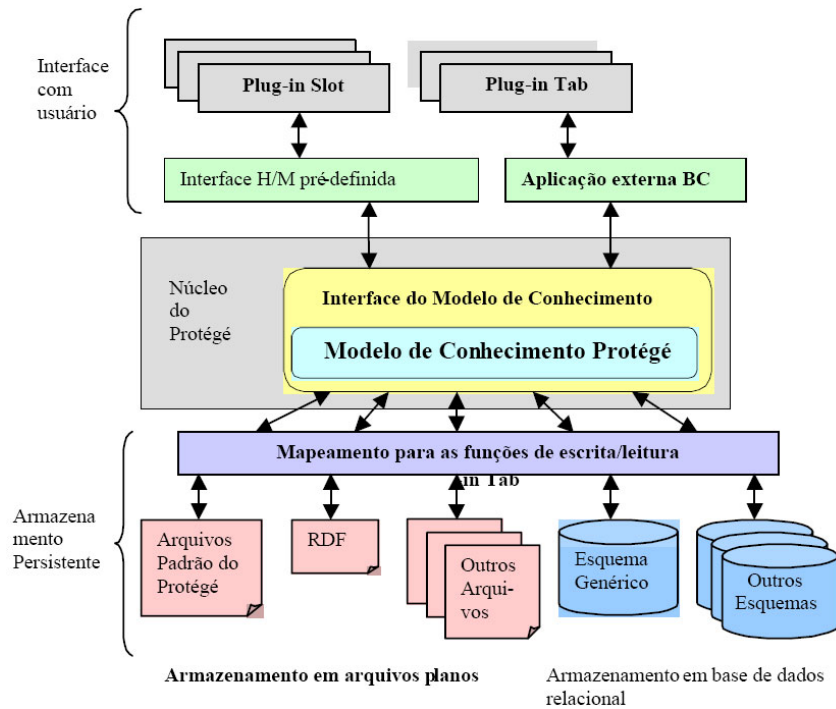 Interface
com
usuário
Plug-in Slot
Plug-in Tab
Interface H/M pré-definida
Aplicação externa BC
Núcleo
do
Protégé
Interface do Modelo de Conhecimento
Modelo de Conhecimento Protégé
Mapeamento para as funções de escrita/leitura
in Tab
Armazena
mento
Persistente
Arquivos
Padrão do
Protégé
RDF
Outros
Arqui-
vos
Esquema
Genérico
Outros
Esquemas
Armazenamento em arquivos planos
Armazenamento em base de dados
relacional